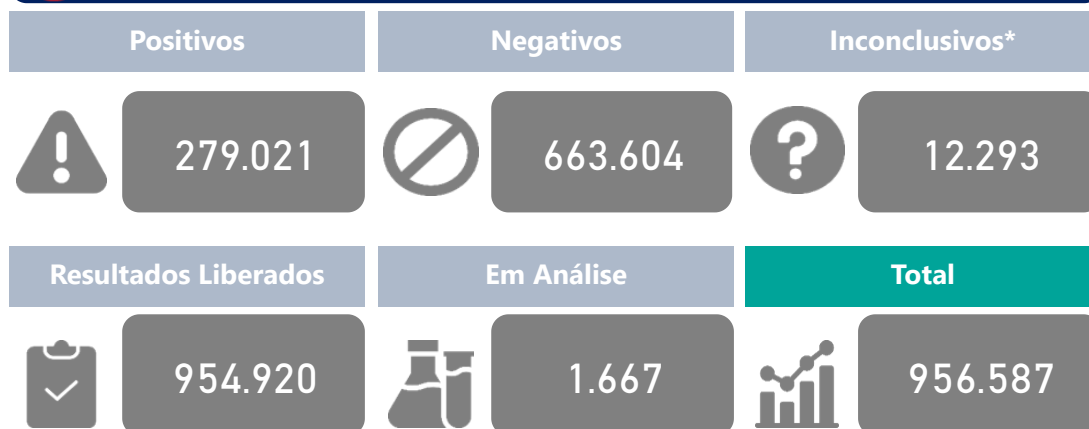 Positivos
Negativos
Inconclusivos*
279.021
663.604
12.293
Resultados Liberados
Em Análise
Total
954.920
1.667
956.587